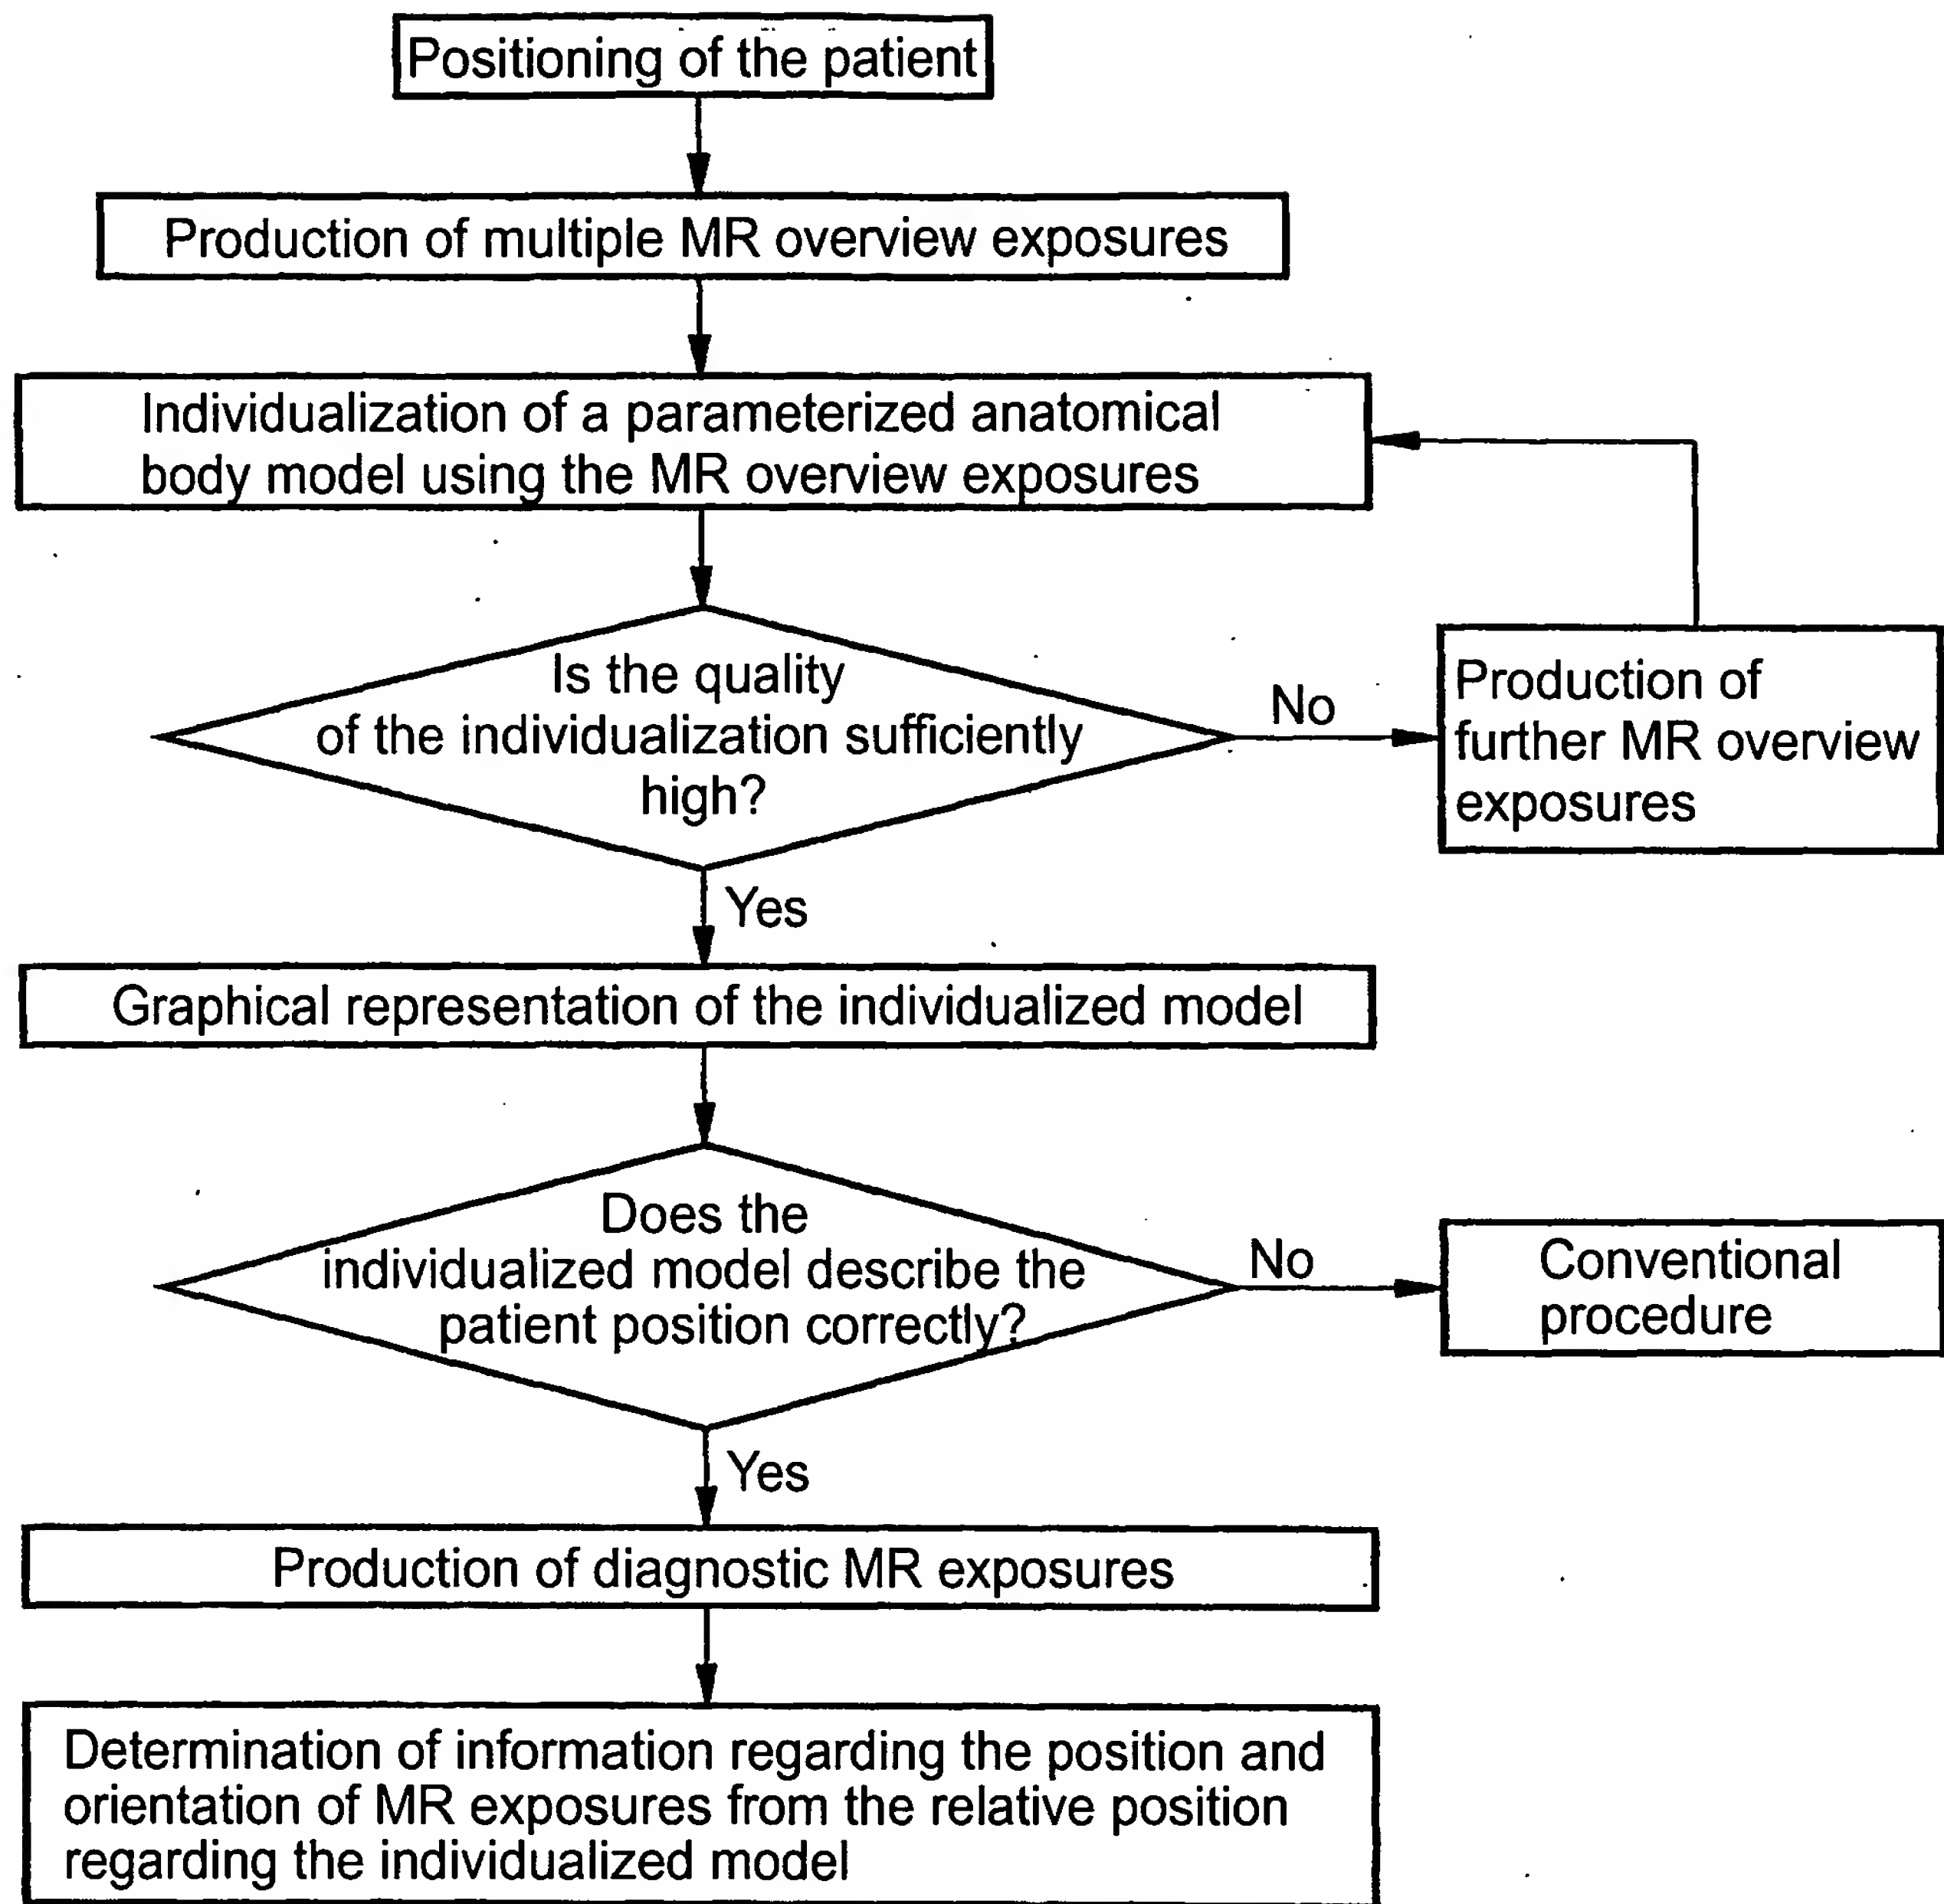 Positioning of the patient
Production of multiple MR overview exposures
Individualization of a parameterized anatomical
body model using the MR overview exposures
Is the quality
of the individualization sufficiently
high?
No
Production of
further MR overview
exposures
Yes
Graphical representation of the individualized model
Does the
individualized model describe the
patient position correctly?
No
Conventional
procedure
Yes
Production of diagnostic MR exposures
Determination of information regarding the position and
orientation of MR exposures from the relative position
regarding the individualized model